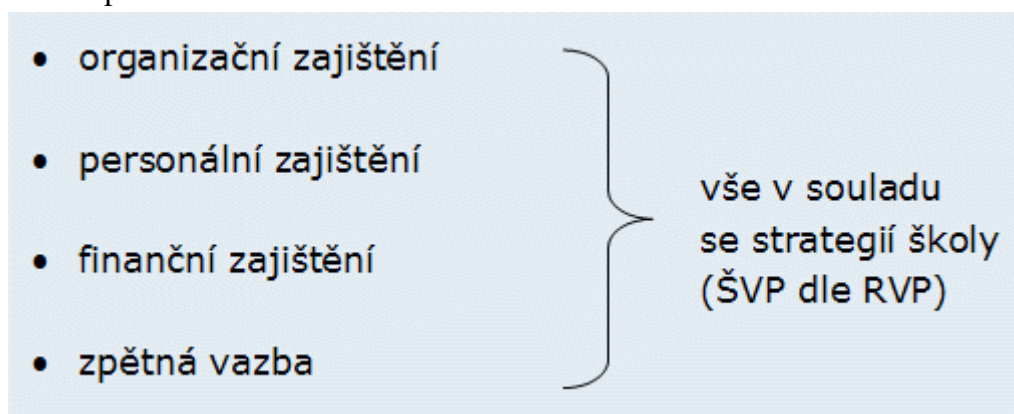 • organizační zajištění
• personální zajištění
• finanční zajištění
• zpětná vazba
vše v souladu
se strategií školy
(ŠVP dle RVP)